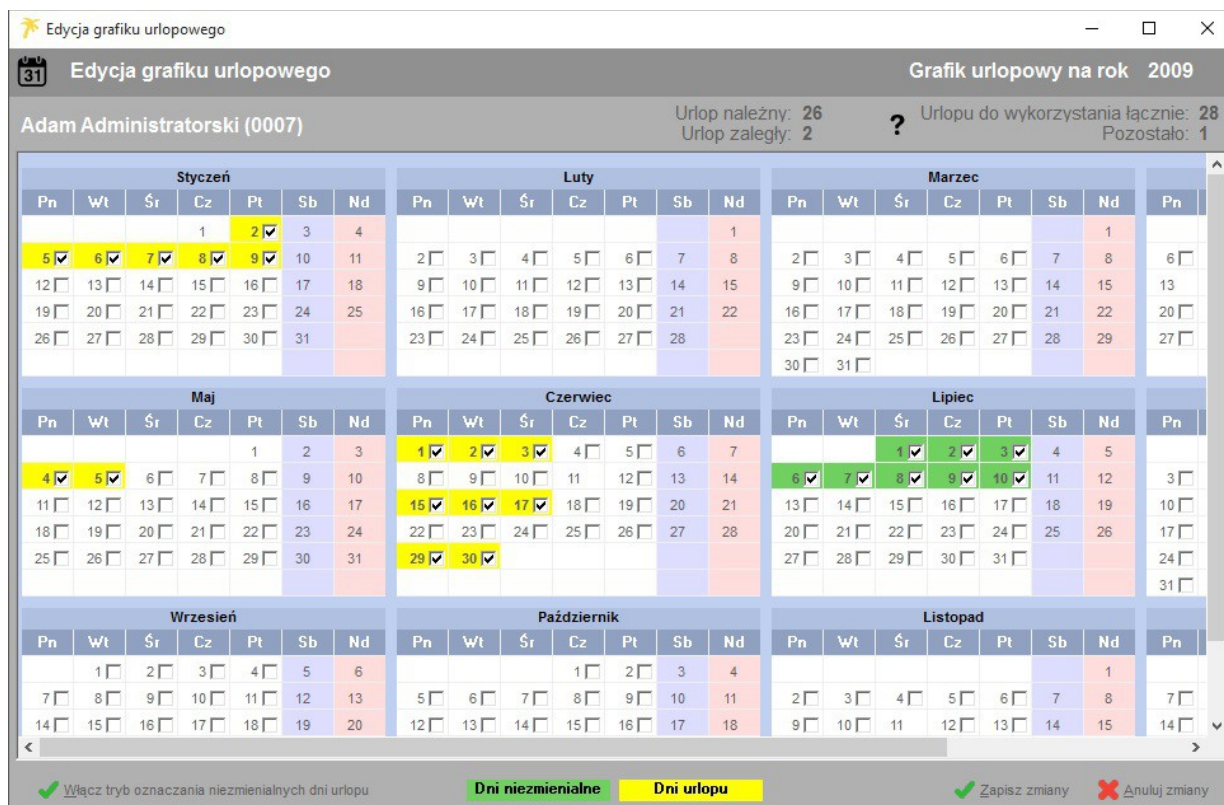 Edycja grafiku urlopowego
31 Edycja grafiku urlopowego Grafik urlopowy na rok 2009
Adam Administratorski (0007) Urlop należny: 26 ? Urlopu do wykorzystania łącznie: 28
Urlop zaległy: 2 Pozostało: 1
Styczeń Luty Marzec
Pn Wt Śr Cz Pt Sb Nd Pn Wt Śr Cz Pt Sb Nd Pn Wt Śr Cz Pt Sb Nd Pn
1 2 3 4 1 1
5 6 7 8 9 10 11 2 3 4 5 6 7 8 2 3 4 5 6 7 8 6
12 13 14 15 16 17 18 9 10 11 12 13 14 15 9 10 11 12 13 14 15 13
19 20 21 22 23 24 25 16 17 18 19 20 21 22 16 17 18 19 20 21 22 20
26 27 28 29 30 31 23 24 25 26 27 28 23 24 25 26 27 28 29 27
30 31
Maj Czerwiec Lipiec
Pn Wt Śr Cz Pt Sb Nd Pn Wt Śr Cz Pt Sb Nd Pn Wt Śr Cz Pt Sb Nd Pn
1 2 3 1 2 3 4 5 6 7 1 2 3 4 5
4 5 6 7 8 9 10 8 9 10 11 12 13 14 6 7 8 9 10 11 12 3
11 12 13 14 15 16 17 15 16 17 18 19 20 21 13 14 15 16 17 18 19 10
18 19 20 21 22 23 24 22 23 24 25 26 27 28 20 21 22 23 24 25 26 17
25 26 27 28 29 30 31 29 30 27 28 29 30 31 24
31
Wrzesień Październik Listopad
Pn Wt Śr Cz Pt Sb Nd Pn Wt Śr Cz Pt Sb Nd Pn Wt Śr Cz Pt Sb Nd Pn
1 2 3 4 5 6 1 2 3 4 1
7 8 9 10 11 12 13 5 6 7 8 9 10 11 2 3 4 5 6 7 8 7
14 15 16 17 18 19 20 12 13 14 15 16 17 18 9 10 11 12 13 14 15 14
Włącz tryb oznaczania niezmienialnych dni urlopu Dni niezmienialne Dni urlopu Zapisz zmiany Anuluj zmiany